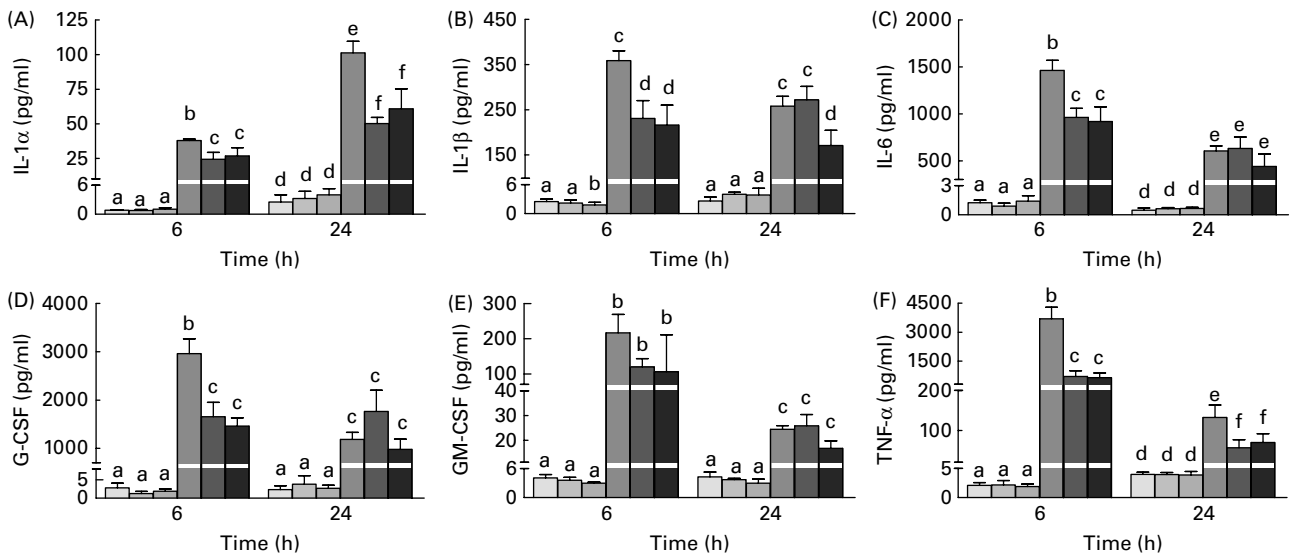 (A)
125
100
75
50
25
6
0
IL-1α (pg/ml)
a a a b c c d d d e f f
6 24
Time (h)
(B)
450
350
250
150
6
0
IL-1β (pg/ml)
a a b c d d a a a c c d
6 24
Time (h)
(C)
2000
1500
1000
500
3
0
IL-6 (pg/ml)
a a a b c c d d d e e e
6 24
Time (h)
(D)
4000
3000
2000
1000
5
0
G-CSF (pg/ml)
a a a b c c a a a c c c
6 24
Time (h)
(E)
300
200
100
40
30
20
6
0
GM-CSF (pg/ml)
a a a b b b a a a c c c
6 24
Time (h)
(F)
4500
3000
1500
200
100
5
0
TNF-α (pg/ml)
a a a b c c d d d e f f
6 24
Time (h)